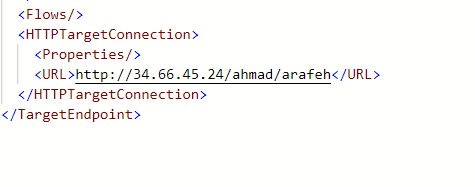 <Flows/>
<HTTPTargetConnection>
<Properties/>
<URL>http://34.66.45.24/ahmad/arafeh</URL>
</HTTPTargetConnection>
</TargetEndpoint>